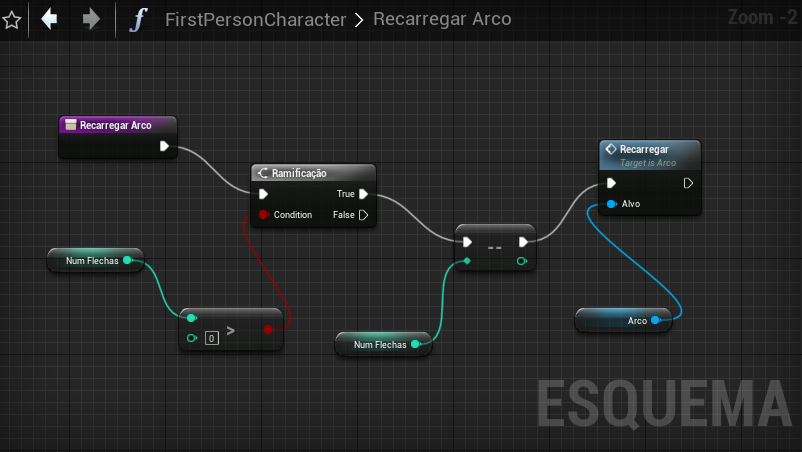 FirstPersonCharacter > Recarregar Arco
Zoom -2
Recarregar Arco
Ramificação
True
Condition
False
Recarregar
Target is Arco
Alvo
--
Num Flechas
0
>
Num Flechas
Arco
ESQUEMA